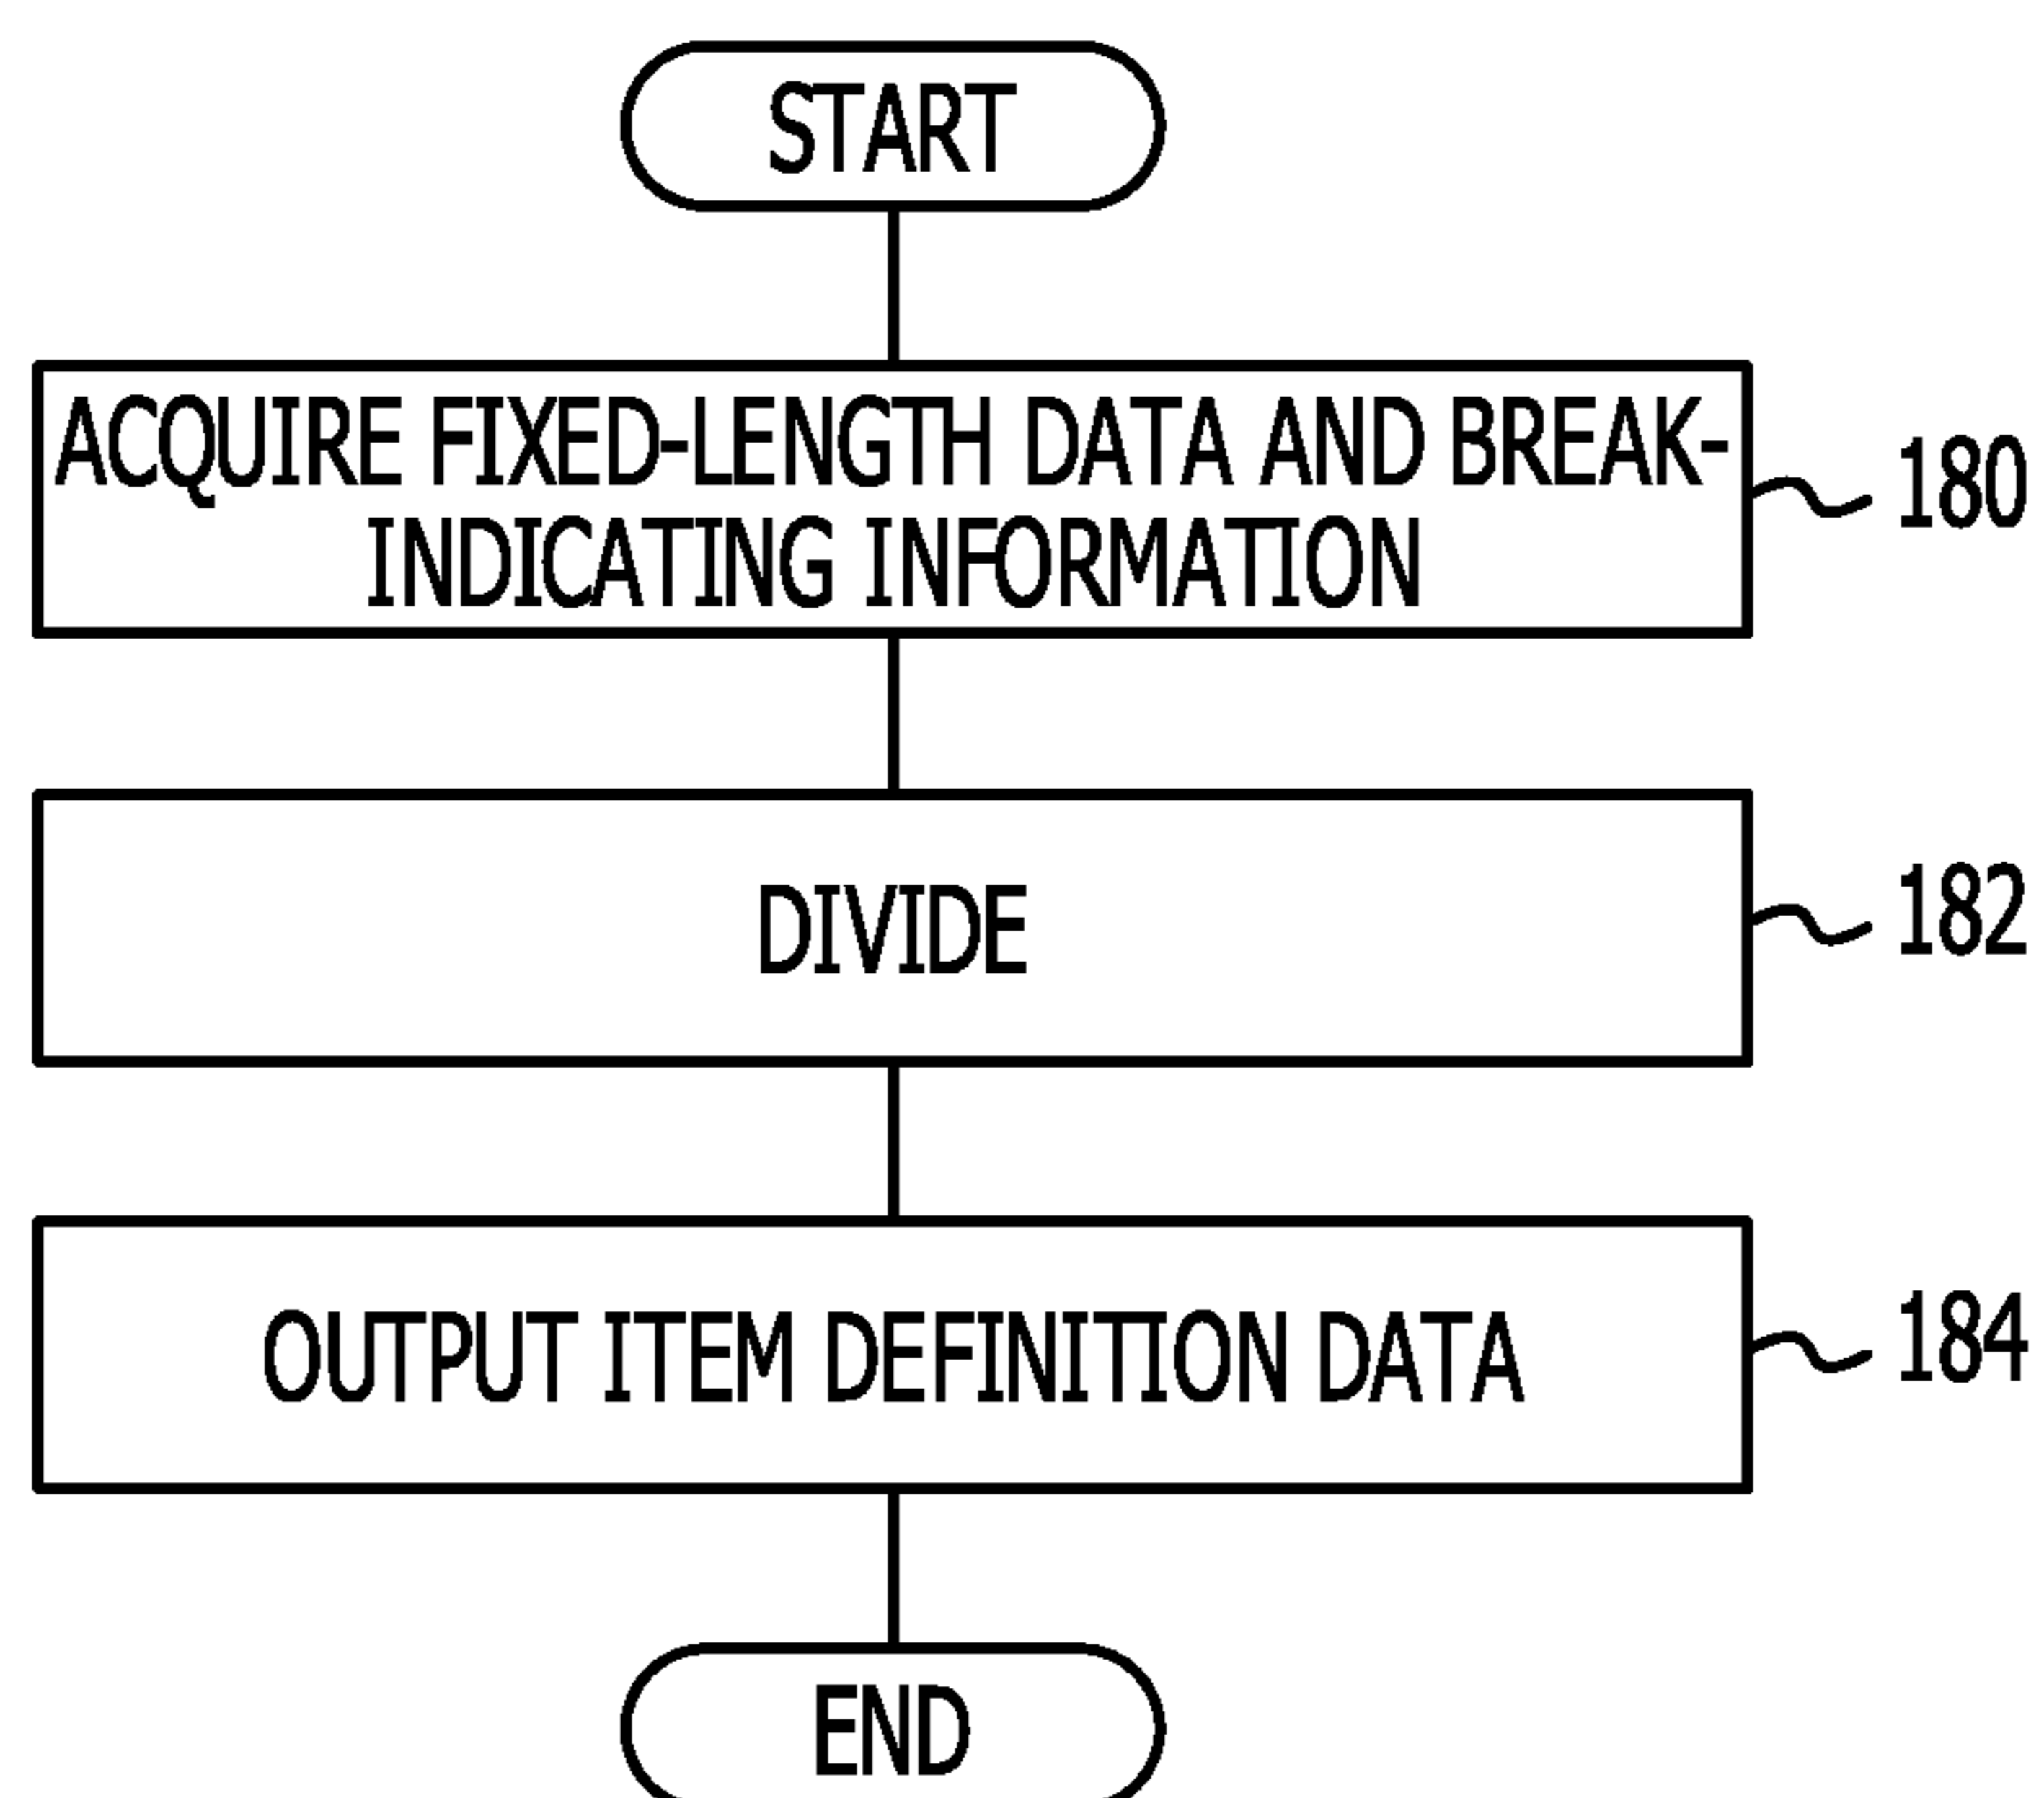 START
ACQUIRE FIXED-LENGTH DATA AND BREAK-
INDICATING INFORMATION
180
DIVIDE
182
OUTPUT ITEM DEFINITION DATA
184
END